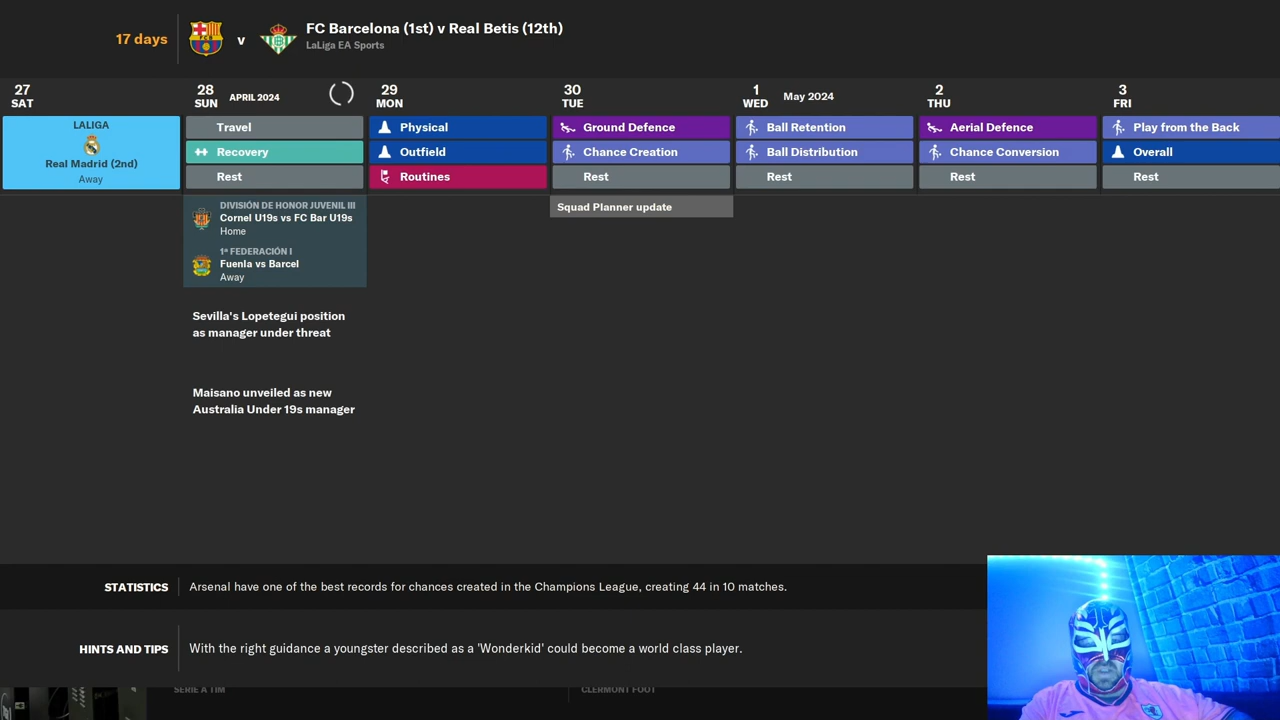 17 days
v
FC Barcelona (1st) v Real Betis (12th)
LaLiga EA Sports
27
SAT
28
SUN
APRIL 2024
29
MON
30
TUE
1
WED
May 2024
2
THU
3
FRI
LALIGA
Real Madrid (2nd)
Away
Travel
Recovery
Rest
Physical
Outfield
Routines
Ground Defence
Chance Creation
Rest
Ball Retention
Ball Distribution
Rest
Aerial Defence
Chance Conversion
Rest
Play from the Back
Overall
Rest
DIVISIÓN DE HONOR JUVENIL III
Cornel U19s vs FC Bar U19s
Home
1ª FEDERACIÓN I
Fuenla vs Barcel
Away
Squad Planner update
Sevilla's Lopetegui position
as manager under threat
Maisano unveiled as new
Australia Under 19s manager
STATISTICS
Arsenal have one of the best records for chances created in the Champions League, creating 44 in 10 matches.
HINTS AND TIPS
With the right guidance a youngster described as a 'Wonderkid' could become a world class player.
SERIE A TIM
CLERMONT FOOT